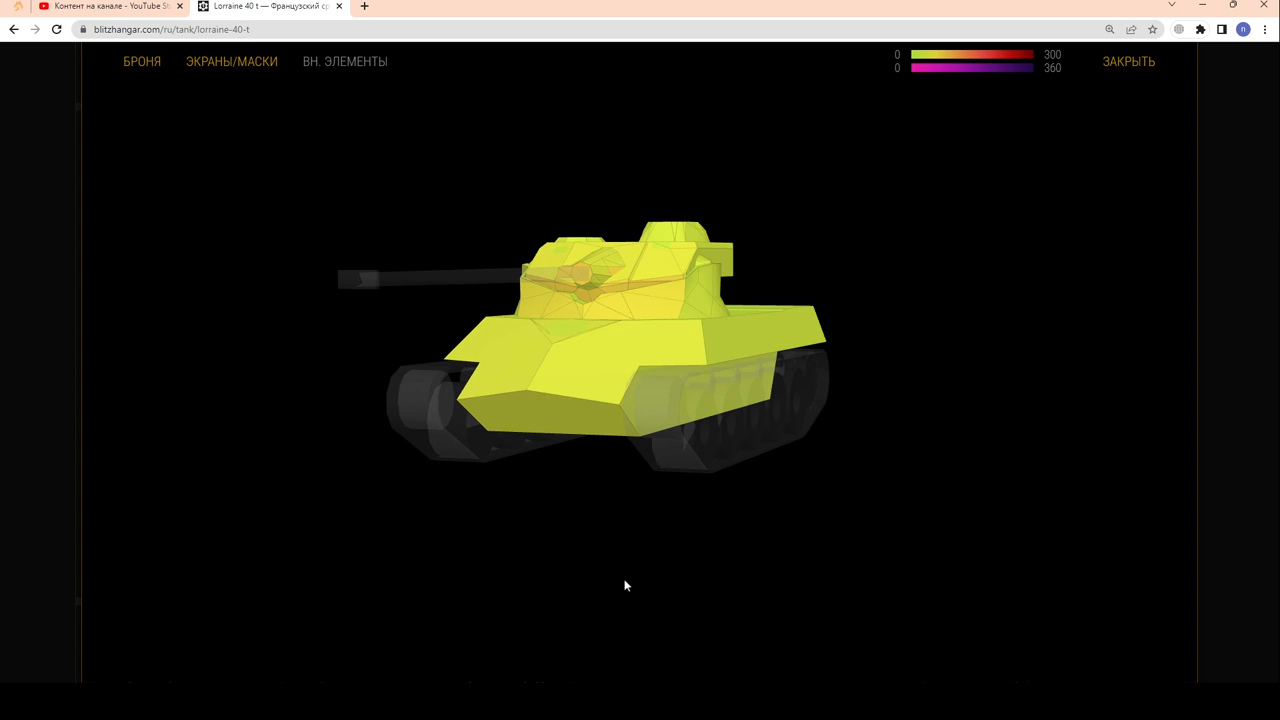 Контент на канале - YouTube St
Lorraine 40 t — Французский ср
blitzhangar.com/ru/tank/lorraine-40-t
n
БРОНЯ ЭКРАНЫ/МАСКИ ВН. ЭЛЕМЕНТЫ
0 300
0 360
ЗАКРЫТЬ